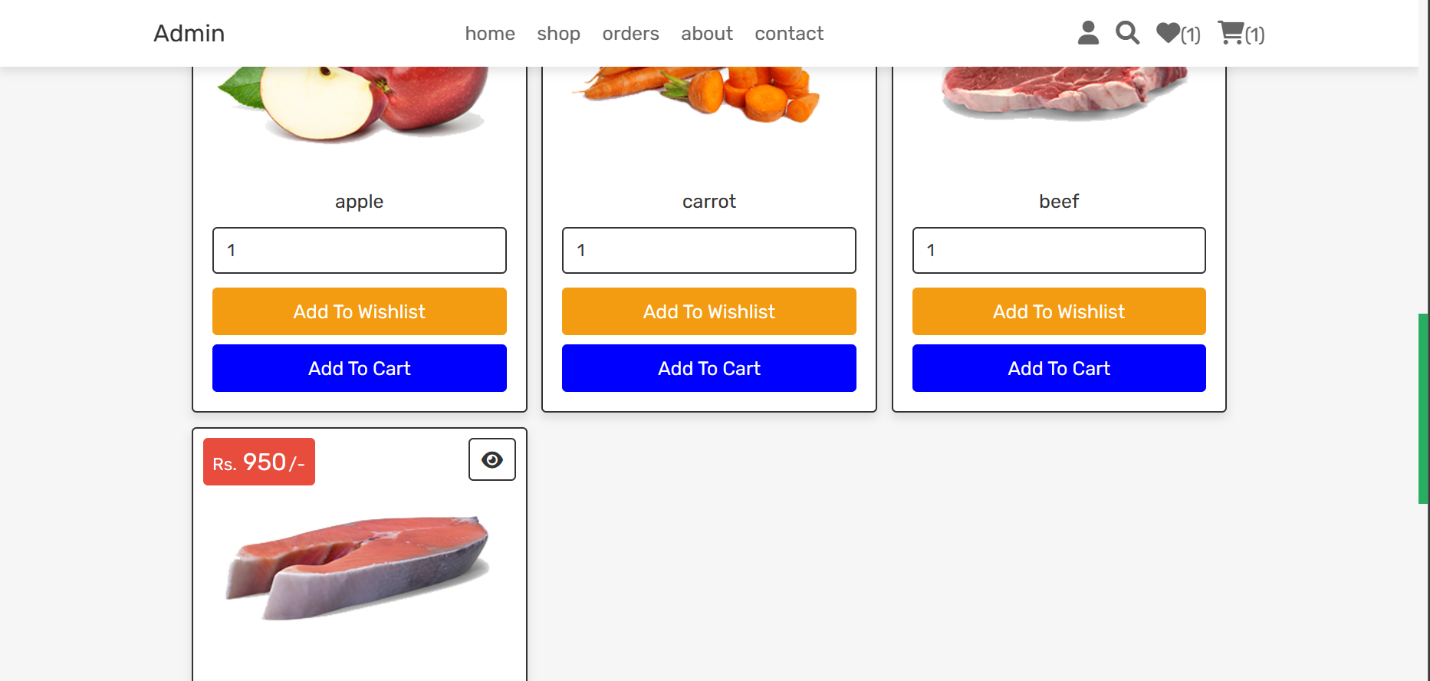 Admin home shop orders about contact (1) (1)
apple carrot beef
1 1 1
Add To Wishlist Add To Wishlist Add To Wishlist
Add To Cart Add To Cart Add To Cart
Rs. 950/-